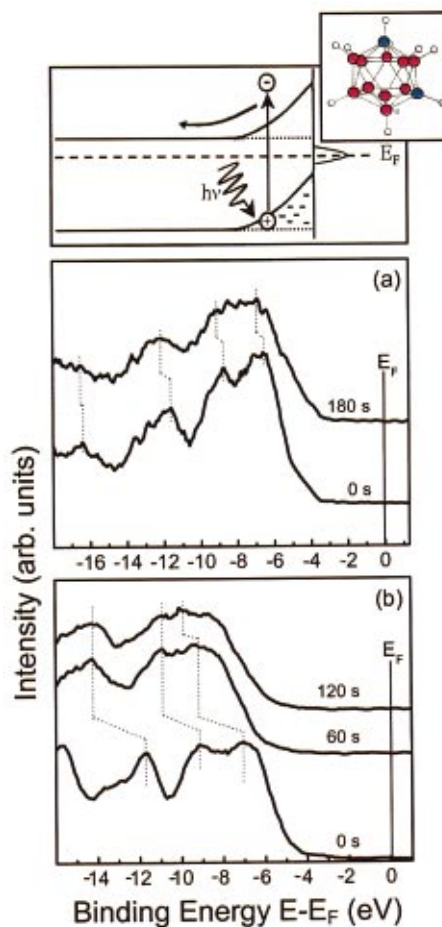 −
E_F
hν
+
(a)
E_F
180 s
0 s
-16 -14 -12 -10 -8 -6 -4 -2 0
Intensity (arb. units)
(b)
E_F
120 s
60 s
0 s
-14 -12 -10 -8 -6 -4 -2 0
Binding Energy E-E_F (eV)